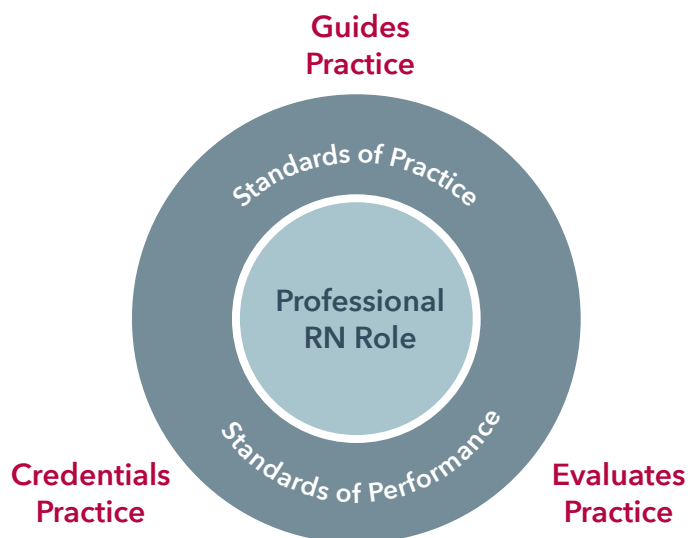 Guides
Practice
Standards of Practice
Professional
RN Role
Standards of Performance
Credentials
Practice
Evaluates
Practice